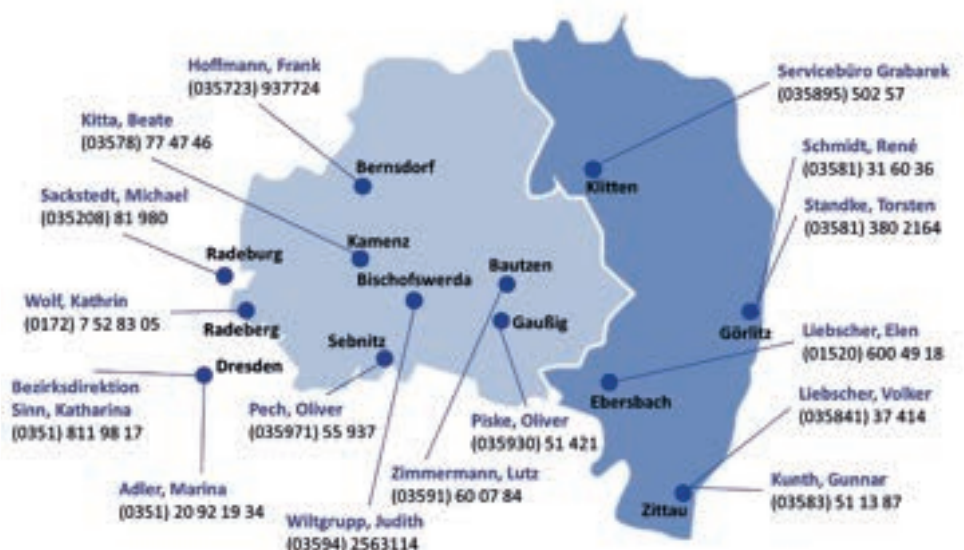 Hoffmann, Frank
(035723) 937724
Kitta, Beate
(03578) 77 47 46
Sackstedt, Michael
(035208) 81 980
Wolf, Kathrin
(0172) 7 52 83 05
Bezirksdirektion
Sinn, Katharina
(0351) 811 98 17
Adler, Marina
(0351) 20 92 19 34
Pech, Oliver
(035971) 55 937
Wiltgrupp, Judith
(03594) 2563114
Zimmermann, Lutz
(03591) 60 07 84
Piske, Oliver
(035930) 51 421
Servicebüro Grabarek
(035895) 502 57
Schmidt, René
(03581) 31 60 36
Standke, Torsten
(03581) 380 2164
Liebscher, Elen
(01520) 600 49 18
Liebscher, Volker
(035841) 37 414
Kunth, Gunnar
(03583) 51 13 87
Bernsdorf
Klitten
Kamenz
Radeburg
Bischofswerda
Bautzen
Radeberg
Gaußig
Sebnitz
Görlitz
Dresden
Ebersbach
Zittau